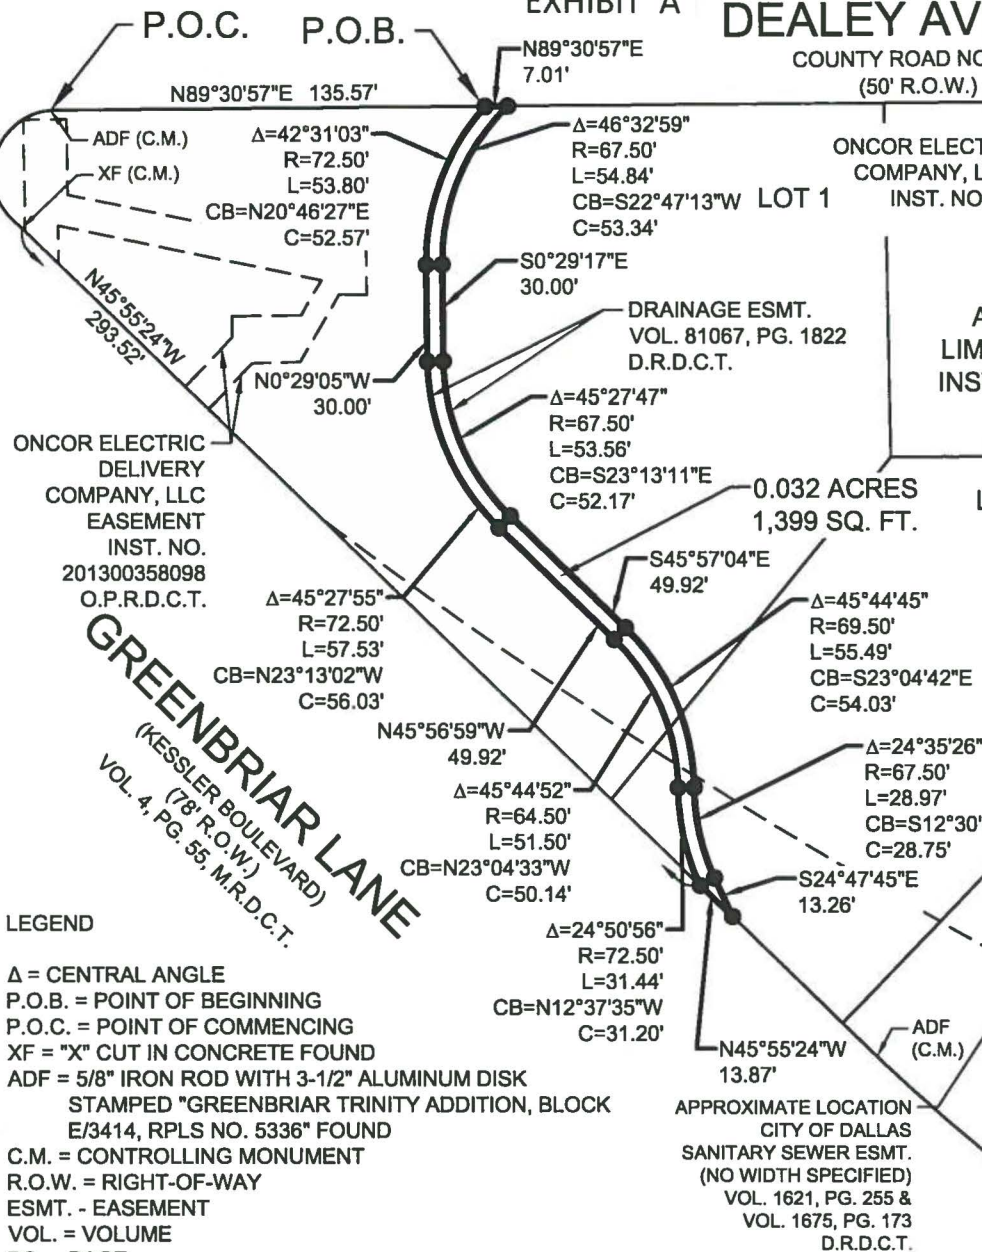 EXHIBIT A
P.O.C.
P.O.B.
DEALEY AV
COUNTY ROAD NO
(50' R.O.W.)
N89°30'57"E
7.01'
N89°30'57"E 135.57'
ADF (C.M.)
XF (C.M.)
Δ=42°31'03"
R=72.50'
L=53.80'
CB=N20°46'27"E
C=52.57'
Δ=46°32'59"
R=67.50'
L=54.84'
CB=S22°47'13"W
C=53.34'
LOT 1
ONCOR ELECT
COMPANY, L
INST. NO
S0°29'17"E
30.00'
N45°55'24"W
293.52'
DRAINAGE ESMT.
VOL. 81067, PG. 1822
D.R.D.C.T.
A
LIM
INS
N0°29'05"W
30.00'
Δ=45°27'47"
R=67.50'
L=53.56'
CB=S23°13'11"E
C=52.17'
ONCOR ELECTRIC
DELIVERY
COMPANY, LLC
EASEMENT
INST. NO.
201300358098
O.P.R.D.C.T.
0.032 ACRES
1,399 SQ. FT.
L
S45°57'04"E
49.92'
Δ=45°27'55"
R=72.50'
L=57.53'
CB=N23°13'02"W
C=56.03'
Δ=45°44'45"
R=69.50'
L=55.49'
CB=S23°04'42"E
C=54.03'
GREENBRIAR LANE
(KESSLER BOULEVARD)
(78' R.O.W.)
VOL. 4, PG. 55, M.R.D.C.T.
N45°56'59"W
49.92'
Δ=24°35'26"
R=67.50'
L=28.97'
CB=S12°30'
C=28.75'
Δ=45°44'52"
R=64.50'
L=51.50'
CB=N23°04'33"W
C=50.14'
S24°47'45"E
13.26'
Δ=24°50'56"
R=72.50'
L=31.44'
CB=N12°37'35"W
C=31.20'
N45°55'24"W
13.87'
ADF
(C.M.)
APPROXIMATE LOCATION
CITY OF DALLAS
SANITARY SEWER ESMT.
(NO WIDTH SPECIFIED)
VOL. 1621, PG. 255 &
VOL. 1675, PG. 173
D.R.D.C.T.
LEGEND
Δ = CENTRAL ANGLE
P.O.B. = POINT OF BEGINNING
P.O.C. = POINT OF COMMENCING
XF = "X" CUT IN CONCRETE FOUND
ADF = 5/8" IRON ROD WITH 3-1/2" ALUMINUM DISK
STAMPED "GREENBRIAR TRINITY ADDITION, BLOCK
E/3414, RPLS NO. 5336" FOUND
C.M. = CONTROLLING MONUMENT
R.O.W. = RIGHT-OF-WAY
ESMT. - EASEMENT
VOL. = VOLUME